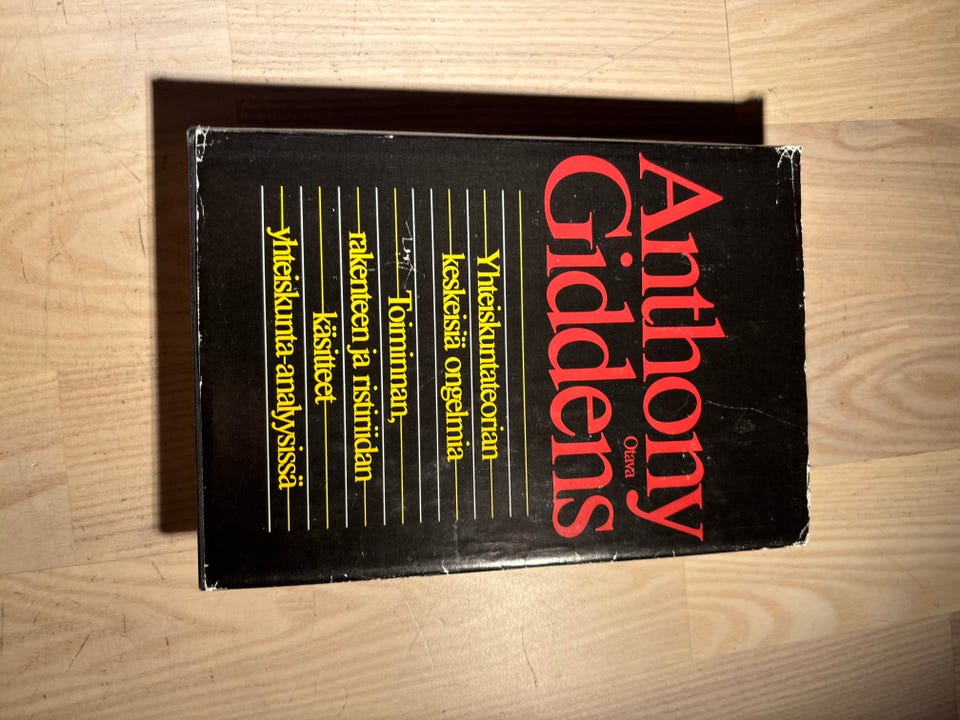 Anthony
Otava
Giddens
Yhteiskuntateorian
keskeisiä ongelmia
Toiminnan,
rakenteen ja ristiriidan
käsitteet
yhteiskunta-analyysissä